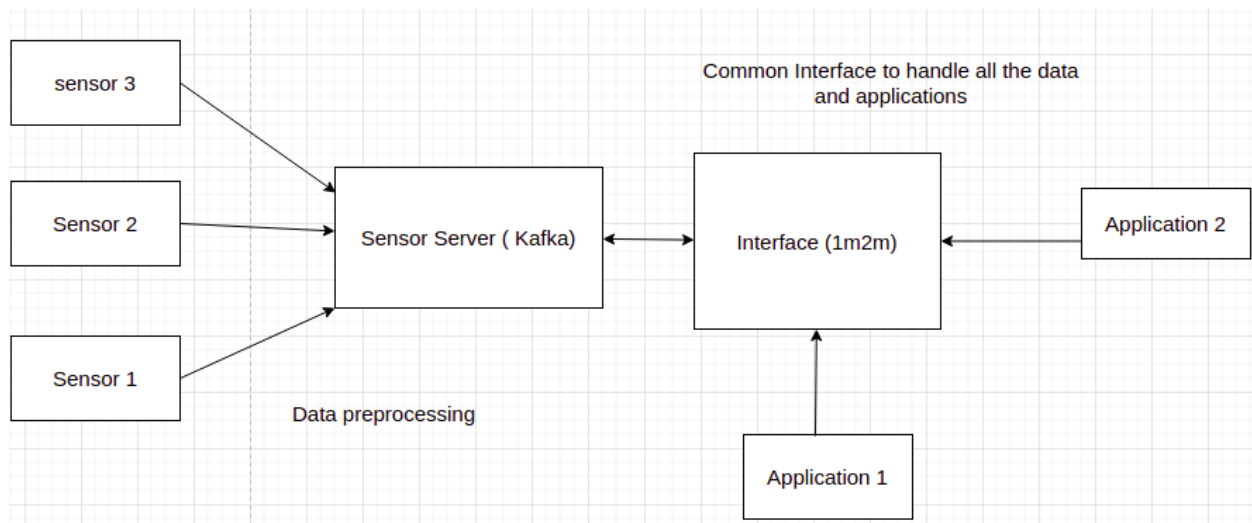 sensor 3
Common Interface to handle all the data
and applications
Sensor 2
Sensor Server ( Kafka)
Interface (1m2m)
Application 2
Sensor 1
Data preprocessing
Application 1